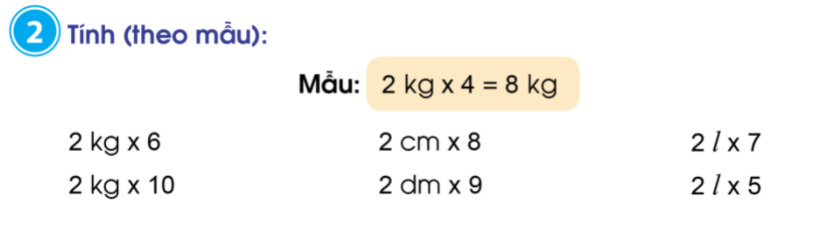 2 Tính (theo mẫu):
Mẫu: 2 kg x 4 = 8 kg
2 kg x 6 2 cm x 8 2 l x 7
2 kg x 10 2 dm x 9 2 l x 5